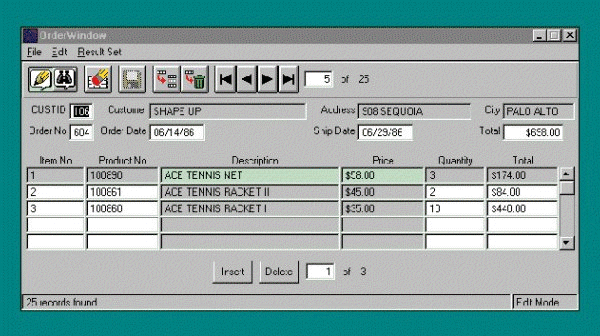 OrderWindow
File Edit Result Set
5 of 25
CUSTID 106 Custome SHAPE UP Address 908 SEQUOIA City PALO ALTO
Order No 604 Order Date 06/14/86 Ship Date 06/29/86 Total $698.00
Item No Product No Description Price Quantity Total
1 100890 ACE TENNIS NET $58.00 3 $174.00
2 100861 ACE TENNIS RACKET II $45.00 2 $84.00
3 100860 ACE TENNIS RACKET I $35.00 10 $440.00
Insert Delete 1 of 3
25 records found Edit Mode